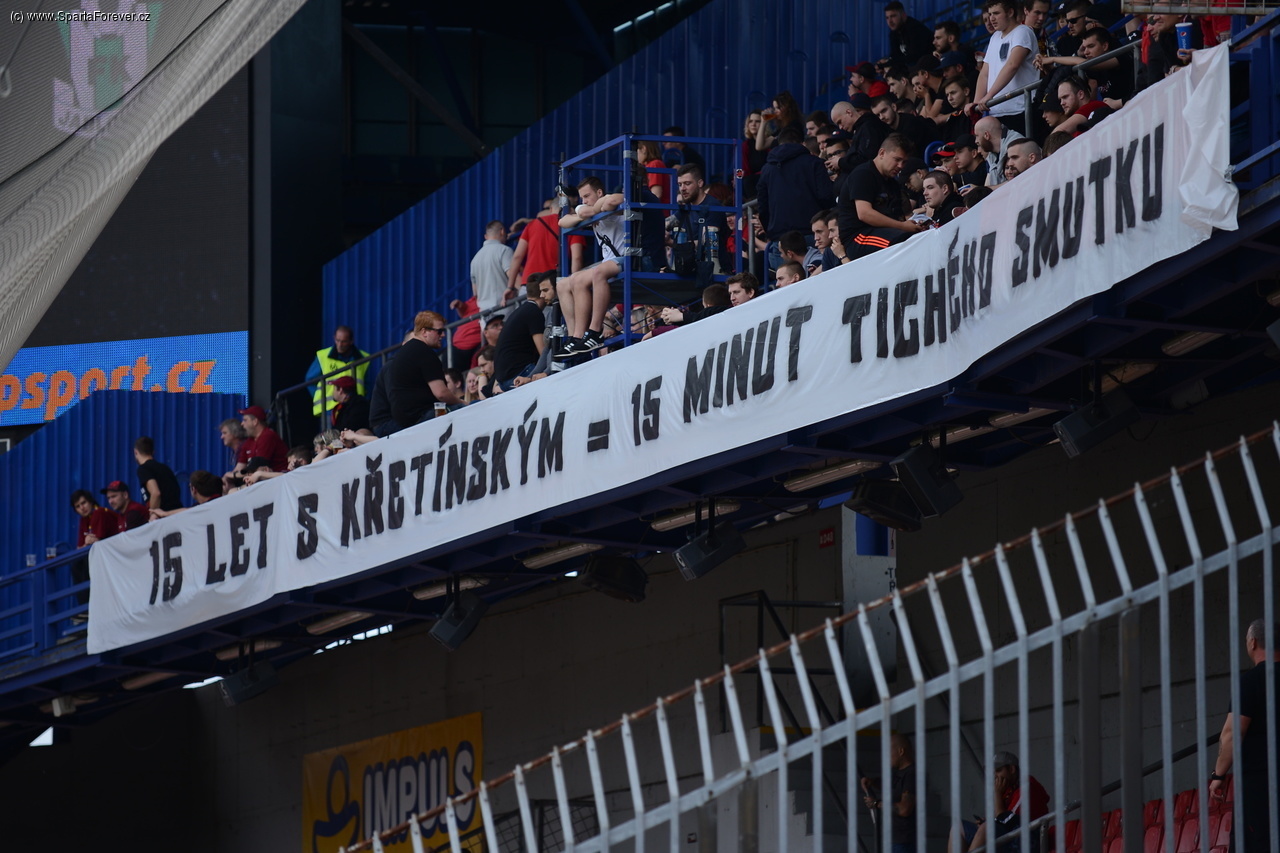 (c) www.SpartaForever.cz
psport.cz
15 LET S KŘETÍNSKÝM = 15 MINUT TICHÉHO SMUTKU
IMPULS